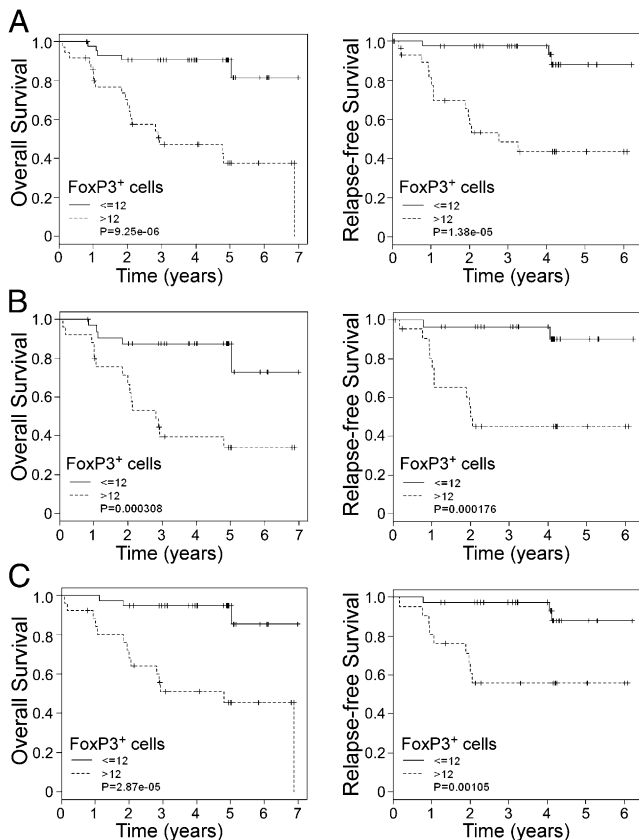 A
Overall Survival
1.0
0.8
0.6
0.4
0.2
0
FoxP3+ cells
<=12
>12
P=9.25e-06
0 1 2 3 4 5 6 7
Time (years)
Relapse-free Survival
1.0
0.8
0.6
0.4
0.2
0
FoxP3+ cells
<=12
>12
P=1.38e-05
0 1 2 3 4 5 6
Time (years)
B
Overall Survival
1.0
0.8
0.6
0.4
0.2
0
FoxP3+ cells
<=12
>12
P=0.000308
0 1 2 3 4 5 6 7
Time (years)
Relapse-free Survival
1.0
0.8
0.6
0.4
0.2
0
FoxP3+ cells
<=12
>12
P=0.000176
0 1 2 3 4 5 6
Time (years)
C
Overall Survival
1.0
0.8
0.6
0.4
0.2
0
FoxP3+ cells
<=12
>12
P=2.87e-05
0 1 2 3 4 5 6 7
Time (years)
Relapse-free Survival
1.0
0.8
0.6
0.4
0.2
0
FoxP3+ cells
<=12
>12
P=0.00105
0 1 2 3 4 5 6
Time (years)